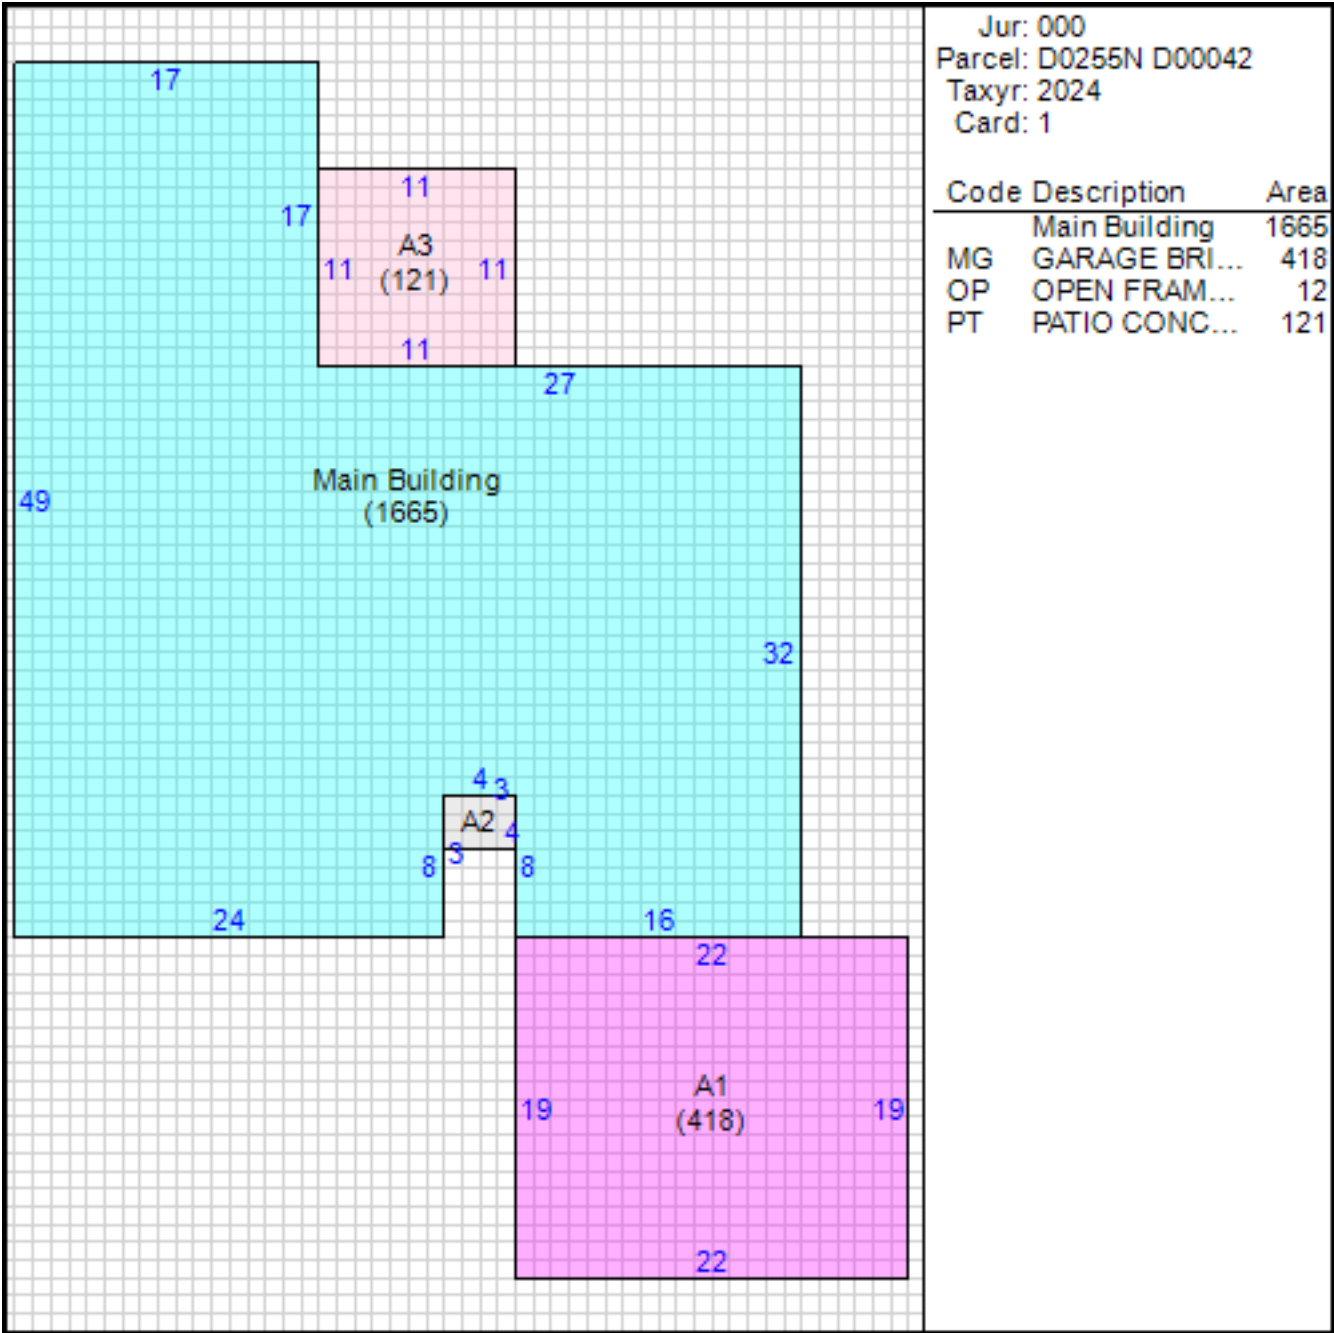 17
11
17
A3
(121)
11
11
11
27
Main Building
(1665)
49
32
4
3
A2
4
3
8
8
24
16
22
A1
(418)
19
19
22
Jur: 000
Parcel: D0255N D00042
Taxyr: 2024
Card: 1
Code Description Area
Main Building 1665
MG GARAGE BRI... 418
OP OPEN FRAM... 12
PT PATIO CONC... 121